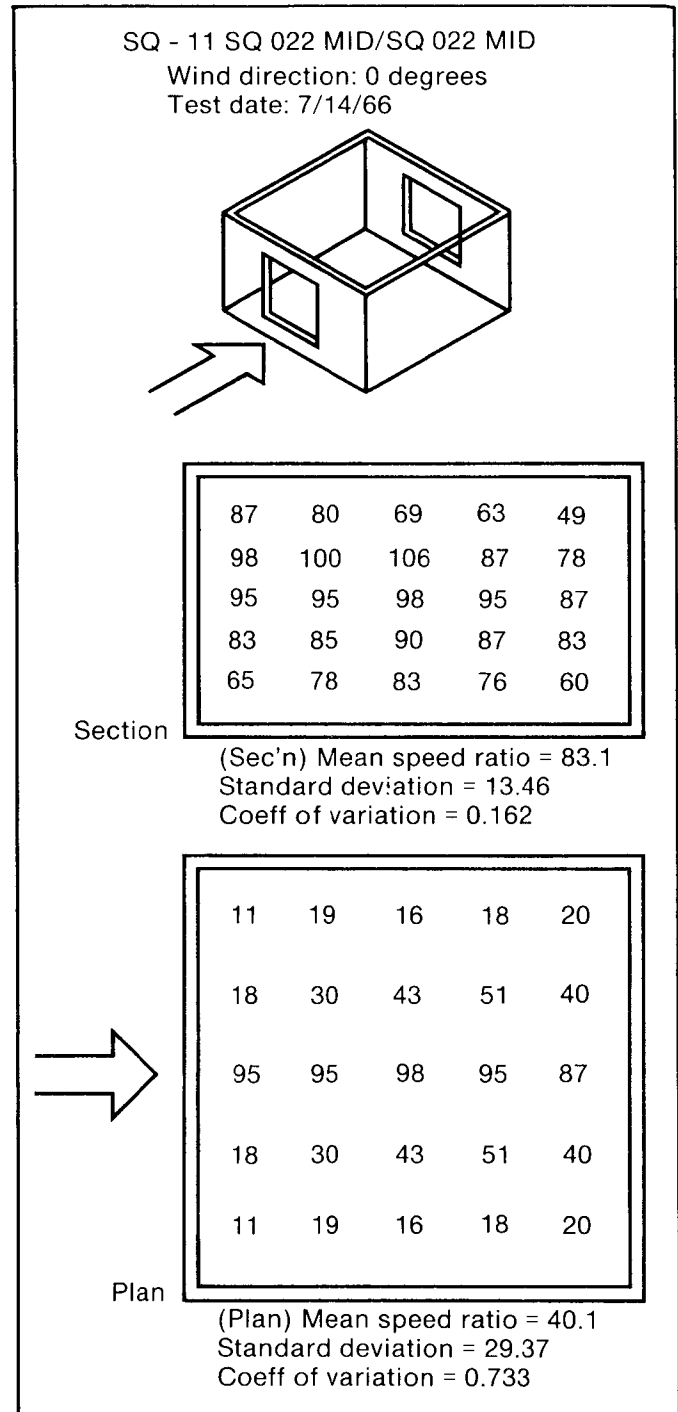 SQ - 11 SQ 022 MID/SQ 022 MID
Wind direction: 0 degrees
Test date: 7/14/66
87 80 69 63 49
98 100 106 87 78
95 95 98 95 87
83 85 90 87 83
65 78 83 76 60
Section
(Sec'n) Mean speed ratio = 83.1
Standard deviation = 13.46
Coeff of variation = 0.162
11 19 16 18 20
18 30 43 51 40
95 95 98 95 87
18 30 43 51 40
11 19 16 18 20
Plan
(Plan) Mean speed ratio = 40.1
Standard deviation = 29.37
Coeff of variation = 0.733